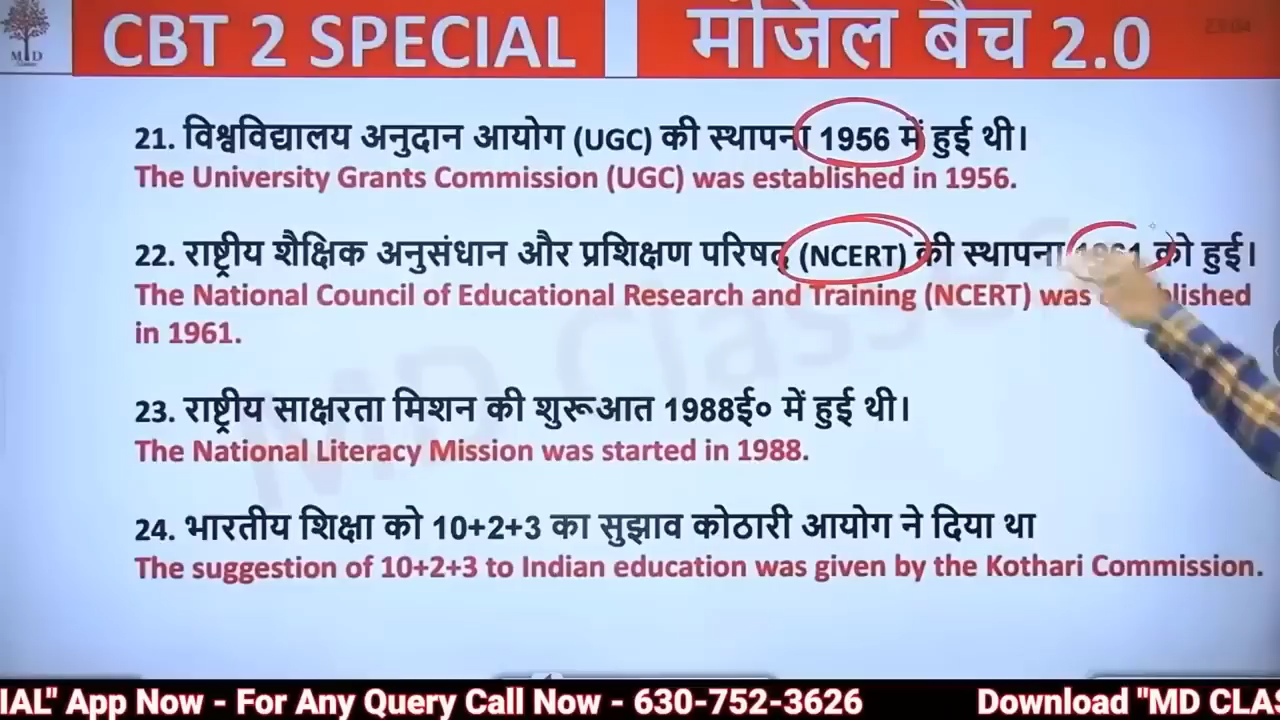 MD
CBT 2 SPECIAL
मंजिल बैच 2.0
21. विश्वविद्यालय अनुदान आयोग (UGC) की स्थापना 1956 में हुई थी।
The University Grants Commission (UGC) was established in 1956.
22. राष्ट्रीय शैक्षिक अनुसंधान और प्रशिक्षण परिषद (NCERT) की स्थापना 1961 को हुई।
The National Council of Educational Research and Training (NCERT) was
in 1961.
23. राष्ट्रीय साक्षरता मिशन की शुरूआत 1988ई० में हुई थी।
The National Literacy Mission was started in 1988.
24. भारतीय शिक्षा को 10+2+3 का सुझाव कोठारी आयोग ने दिया था
The suggestion of 10+2+3 to Indian education was given by the Kothari Commission.
MD Classes
IAL" App Now - For Any Query Call Now - 630-752-3626 Download "MD CLAS